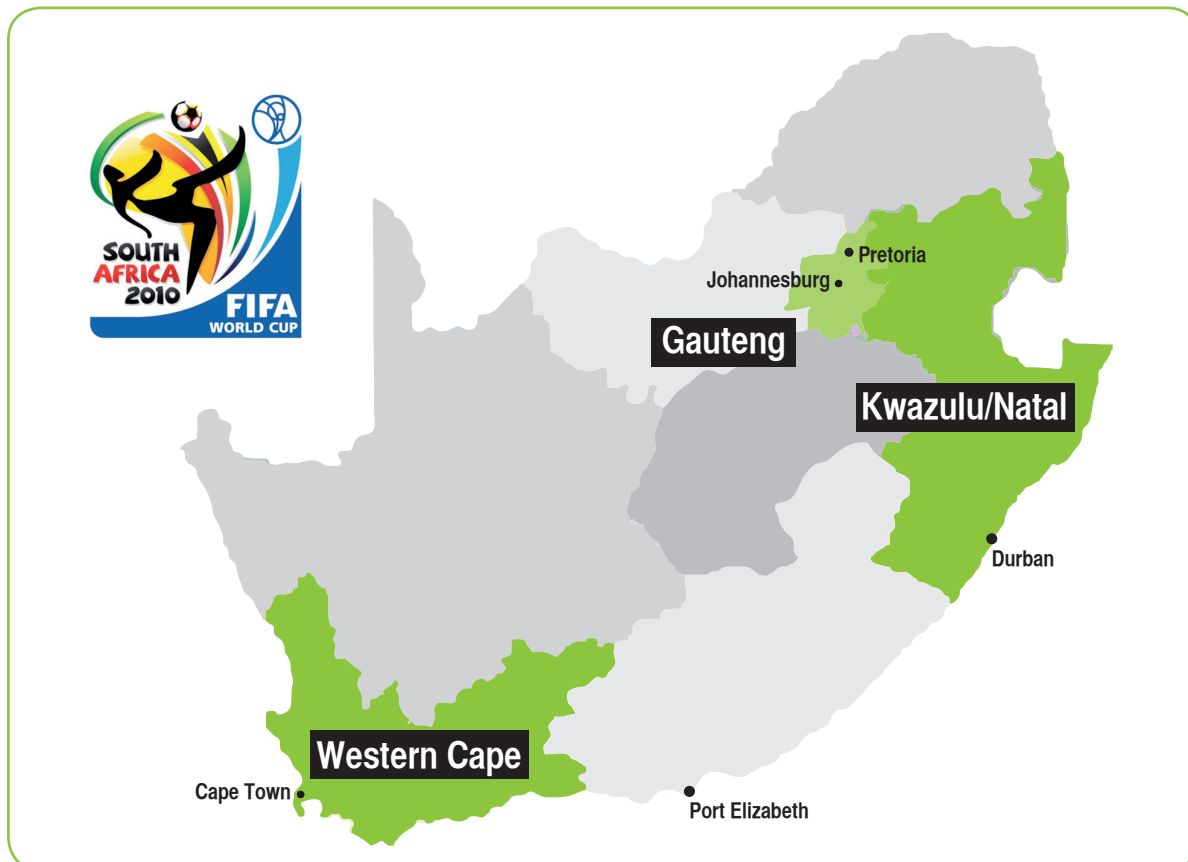 SOUTH
AFRICA
2010
FIFA
WORLD CUP
Pretoria
Johannesburg
Gauteng
Kwazulu/Natal
Durban
Western Cape
Cape Town
Port Elizabeth